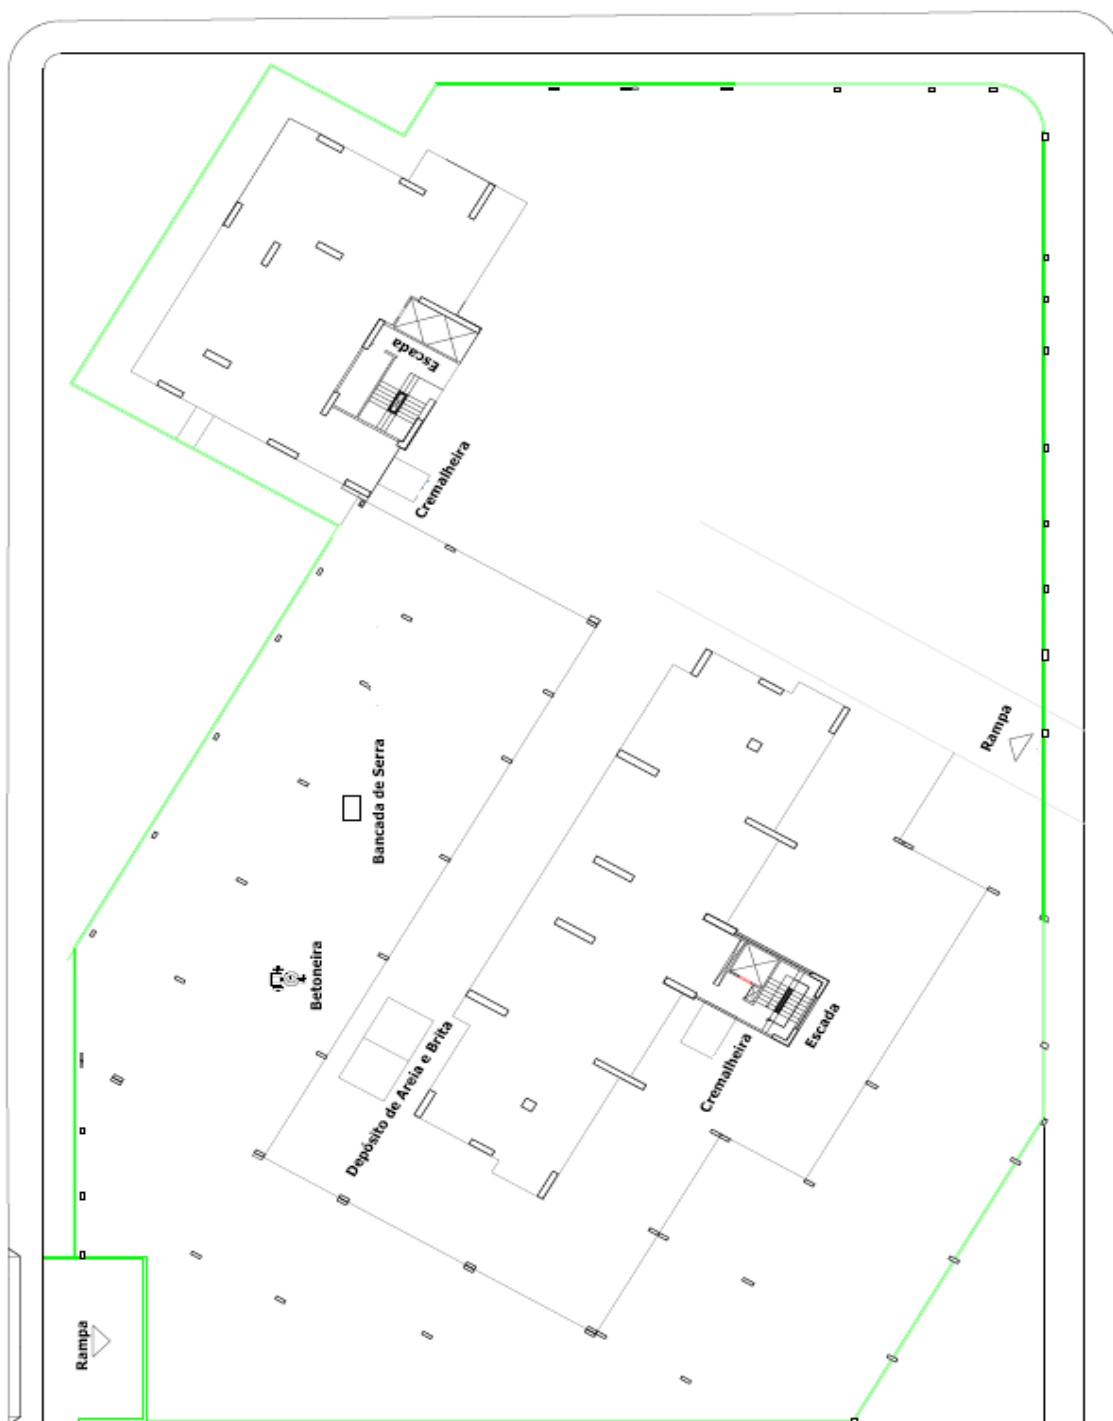 Escada
Cremalheira
Rampa
Bancada de Serra
Betoneira
Depósito de Areia e Brita
Escada
Cremalheira
Rampa